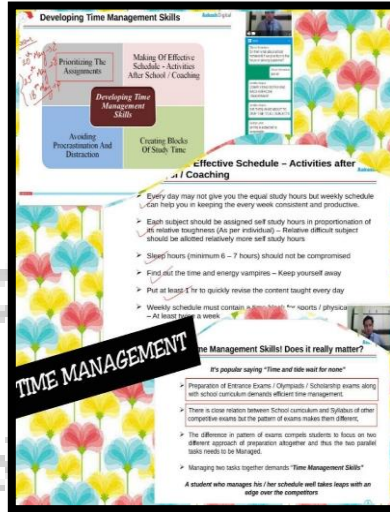 Developing Time Management Skills
Aakash Digital
Prioritizing The
Assignments
Making Of Effective
Schedule - Activities
After School / Coaching
Developing Time
Management
Skills
Avoiding
Procrastination And
Distraction
Creating Blocks
Of Study Time
Effective Schedule – Activities after
/ Coaching
Every day may not give you the equal study hours but weekly schedule
can help you in keeping the every week consistent and productive.
Each subject should be assigned self study hours in proportionation of
its relative toughness (As per individual) – Relative difficult subject
should be allotted relatively more self study hours
Sleep hours (minimum 6 – 7 hours) should not be compromised
Find out the time and energy vampires – Keep yourself away
Put at least 1 hr to quickly revise the content taught every day
Weekly schedule must contain a time block for sports / physica
– At least twice a week
TIME MANAGEMENT
me Management Skills! Does it really matter?
It's popular saying "Time and tide wait for none"
Preparation of Entrance Exams / Olympiads / Scholarship exams along
with school curriculum demands efficient time management.
There is close relation between School curriculum and Syllabus of other
competitive exams but the pattern of exams makes them different.
The difference in pattern of exams compels students to focus on two
different approach of preparation altogether and thus the two parallel
tasks needs to be Managed.
Managing two tasks together demands "Time Management Skills"
A student who manages his / her schedule well takes leaps with an
edge over the competitors